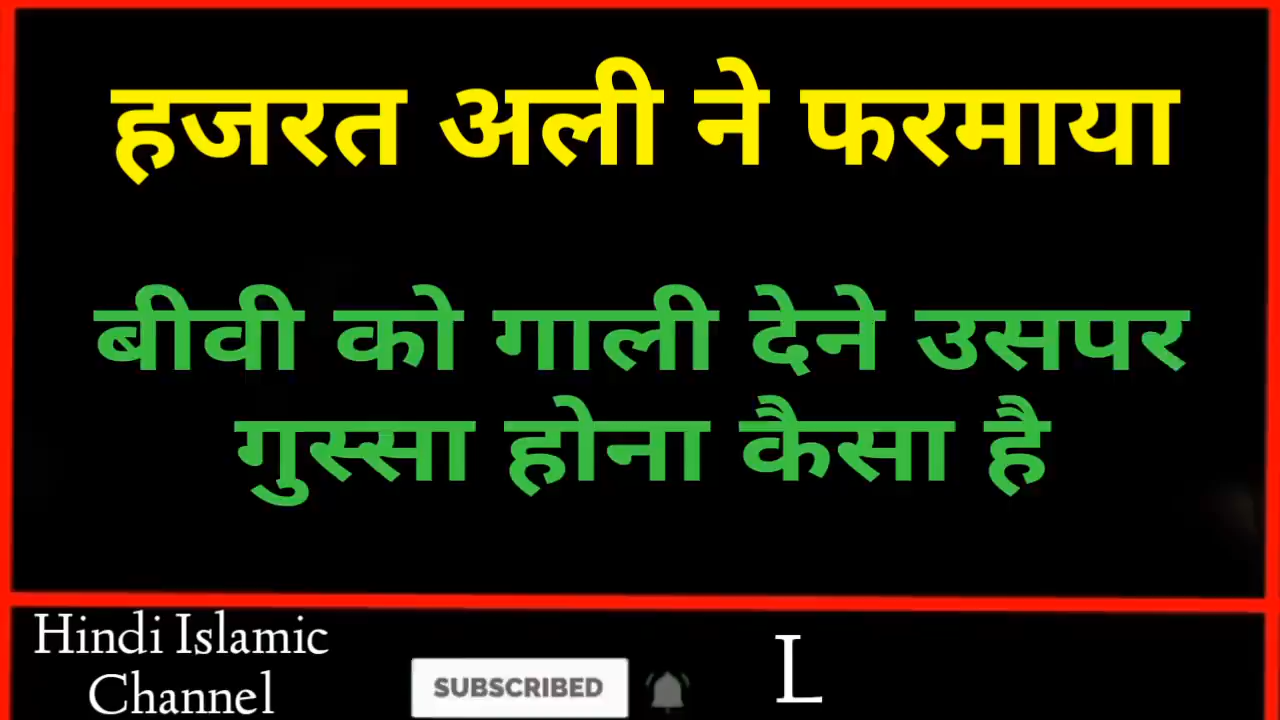 हजरत अली ने फरमाया
बीवी को गाली देने उसपर
गुस्सा होना कैसा है
Hindi Islamic
Channel
SUBSCRIBED
L